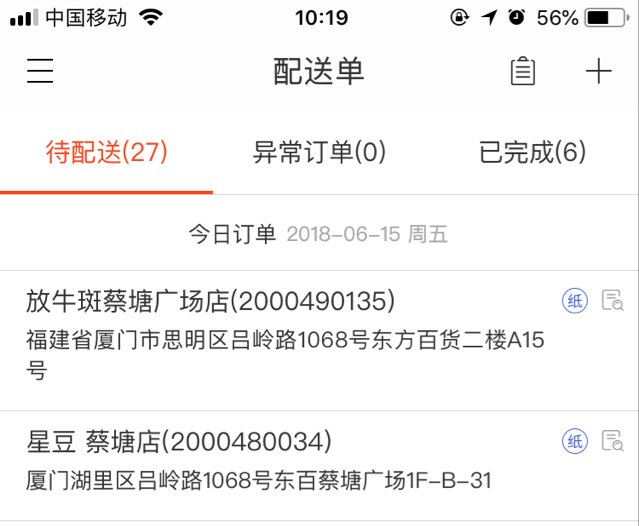 中国移动 10:19 56%
配送单
待配送(27) 异常订单(0) 已完成(6)
今日订单 2018-06-15 周五
放牛斑蔡塘广场店(2000490135) 纸
福建省厦门市思明区吕岭路1068号东方百货二楼A15
号
星豆 蔡塘店(2000480034) 纸
厦门湖里区吕岭路1068号东百蔡塘广场1F-B-31